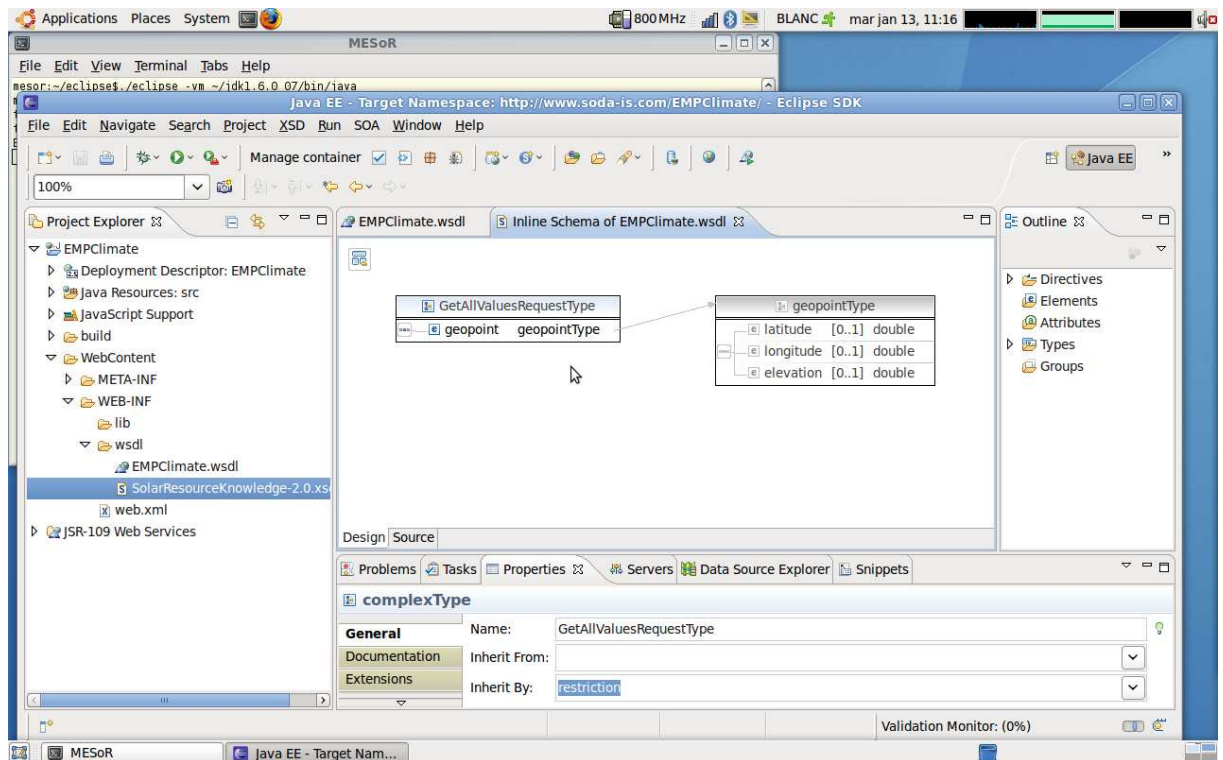 Applications Places System 800 MHz BLANC mar jan 13, 11:16
MESoR
File Edit View Terminal Tabs Help
mesor:~/eclipse$./eclipse -vm ~/jdk1.6.0_07/bin/java
Java EE - Target Namespace: http://www.soda-is.com/EMPClimate/ - Eclipse SDK
File Edit Navigate Search Project XSD Run SOA Window Help
Manage container Java EE »
100%
Project Explorer
EMPClimate.wsdl Inline Schema of EMPClimate.wsdl
Outline
EMPClimate
Deployment Descriptor: EMPClimate
Java Resources: src
JavaScript Support
build
WebContent
META-INF
WEB-INF
lib
wsdl
EMPClimate.wsdl
SolarResourceKnowledge-2.0.xs
web.xml
JSR-109 Web Services
GetAllValuesRequestType
geopoint geopointType
geopointType
latitude [0..1] double
longitude [0..1] double
elevation [0..1] double
Design Source
Directives
Elements
Attributes
Types
Groups
Problems Tasks Properties Servers Data Source Explorer Snippets
complexType
General
Documentation
Extensions
Name: GetAllValuesRequestType
Inherit From:
Inherit By: restriction
Validation Monitor: (0%)
MESoR Java EE - Target Nam...